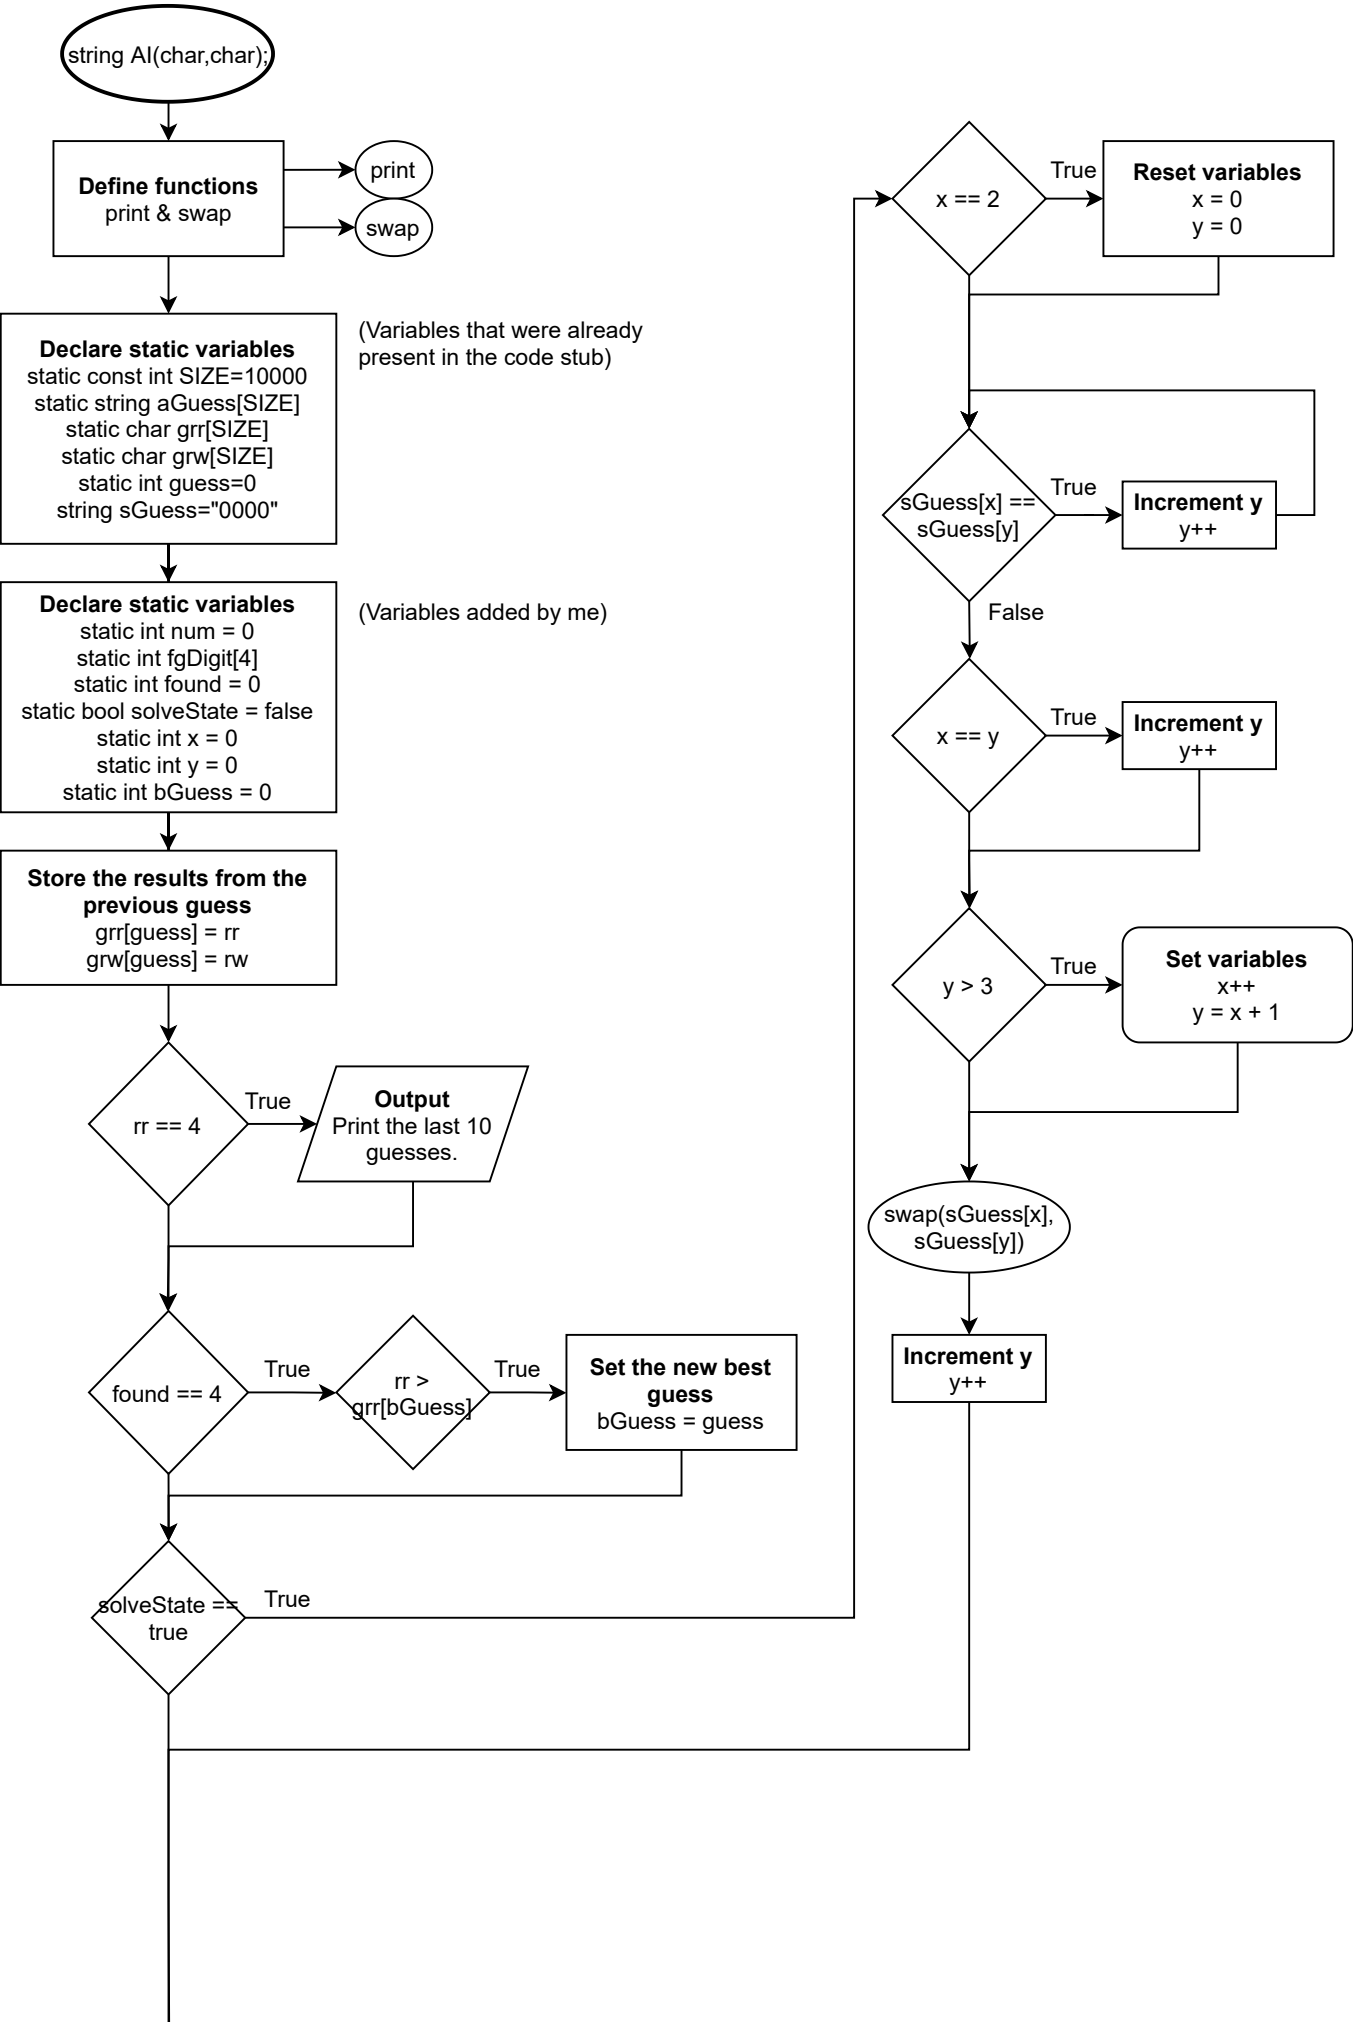 string AI(char,char);
Define functions
print & swap
print
swap
Declare static variables
static const int SIZE=10000
static string aGuess[SIZE]
static char grr[SIZE]
static char grw[SIZE]
static int guess=0
string sGuess="0000"
(Variables that were already
present in the code stub)
Declare static variables
static int num = 0
static int fgDigit[4]
static int found = 0
static bool solveState = false
static int x = 0
static int y = 0
static int bGuess = 0
(Variables added by me)
Store the results from the
previous guess
grr[guess] = rr
grw[guess] = rw
rr == 4
True
Output
Print the last 10
guesses.
found == 4
True
rr >
grr[bGuess]
True
Set the new best
guess
bGuess = guess
solveState ==
true
True
x == 2
True
Reset variables
x = 0
y = 0
sGuess[x] ==
sGuess[y]
True
Increment y
y++
False
x == y
True
Increment y
y++
y > 3
True
Set variables
x++
y = x + 1
swap(sGuess[x],
sGuess[y])
Increment y
y++